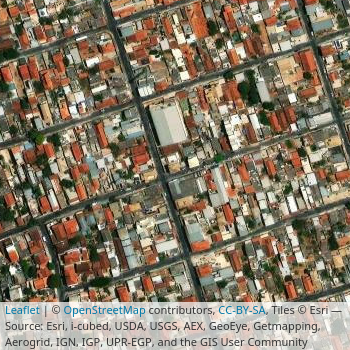 Leaflet | © OpenStreetMap contributors, CC-BY-SA, Tiles © Esri —
Source: Esri, i-cubed, USDA, USGS, AEX, GeoEye, Getmapping,
Aerogrid, IGN, IGP, UPR-EGP, and the GIS User Community